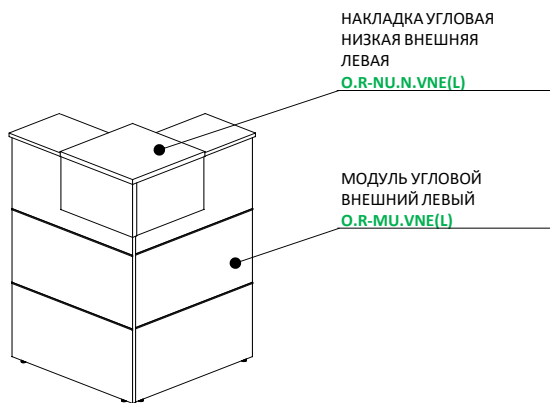 НАКЛАДКА УГЛОВАЯ
НИЗКАЯ ВНЕШНЯЯ
ЛЕВАЯ
O.R-NU.N.VNE(L)
МОДУЛЬ УГЛОВОЙ
ВНЕШНИЙ ЛЕВЫЙ
O.R-MU.VNE(L)